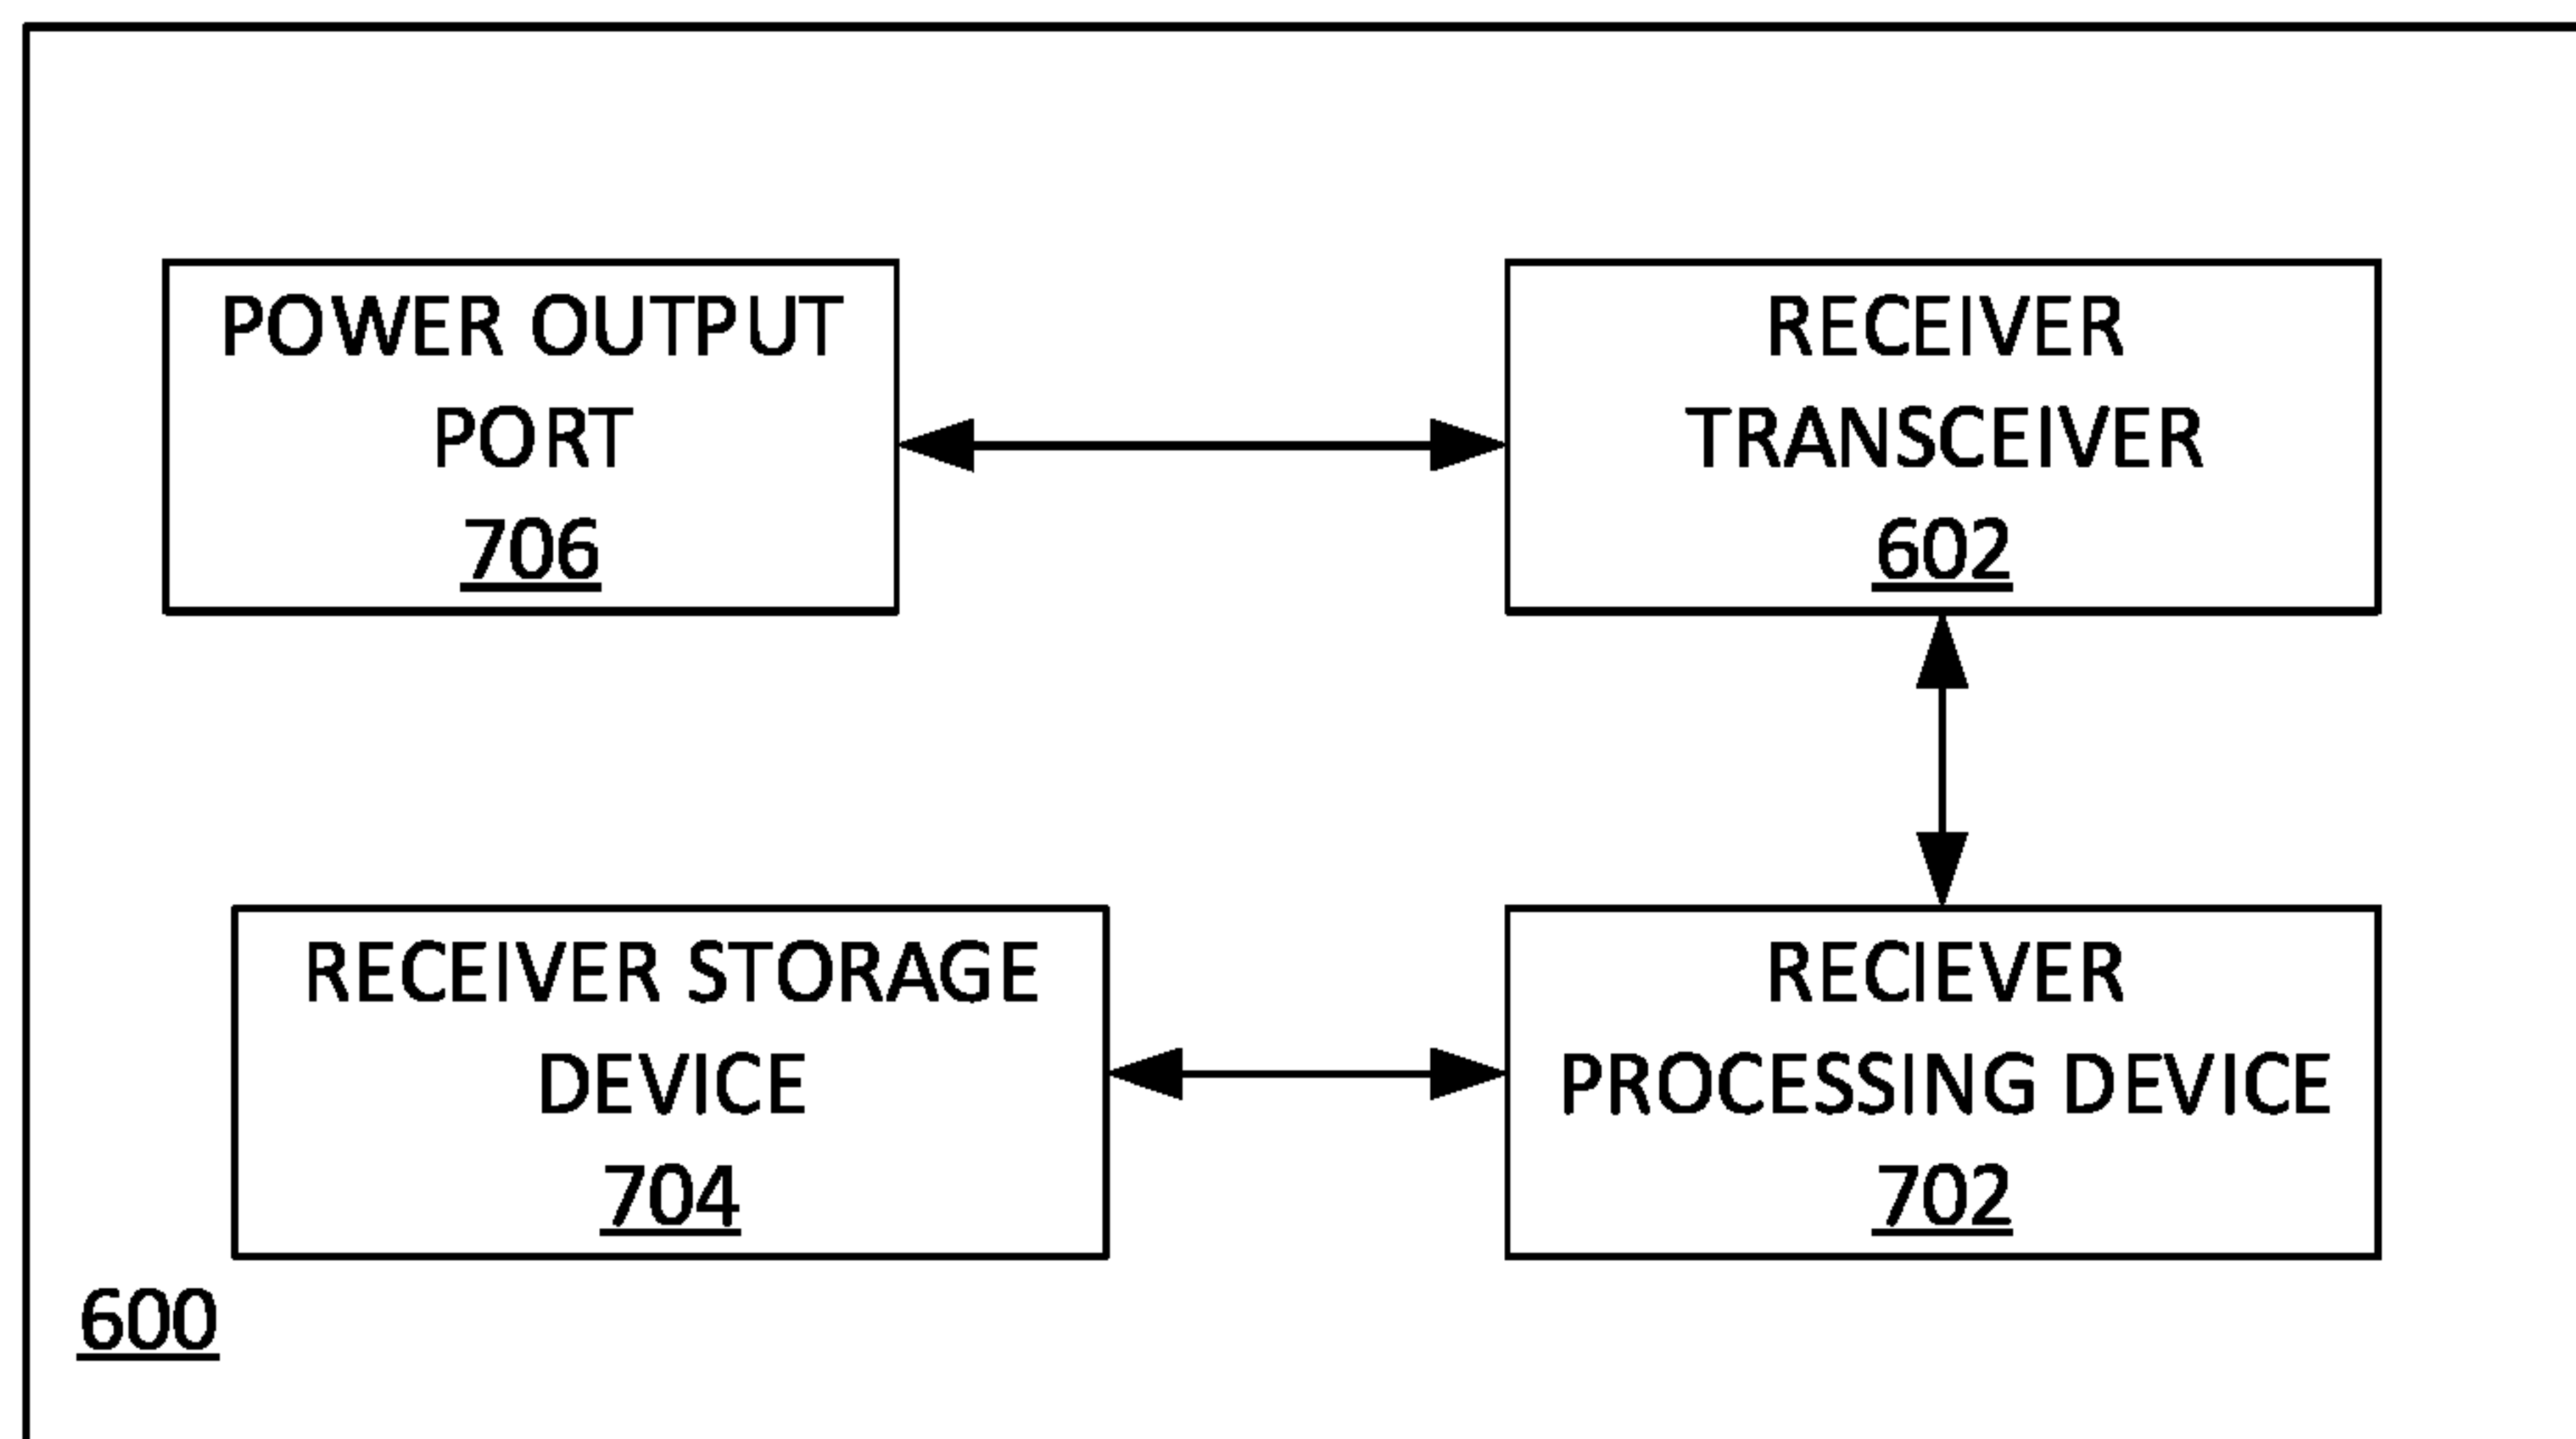 POWER OUTPUT
PORT
706
RECEIVER
TRANSCEIVER
602
RECEIVER STORAGE
DEVICE
704
RECIEVER
PROCESSING DEVICE
702
600